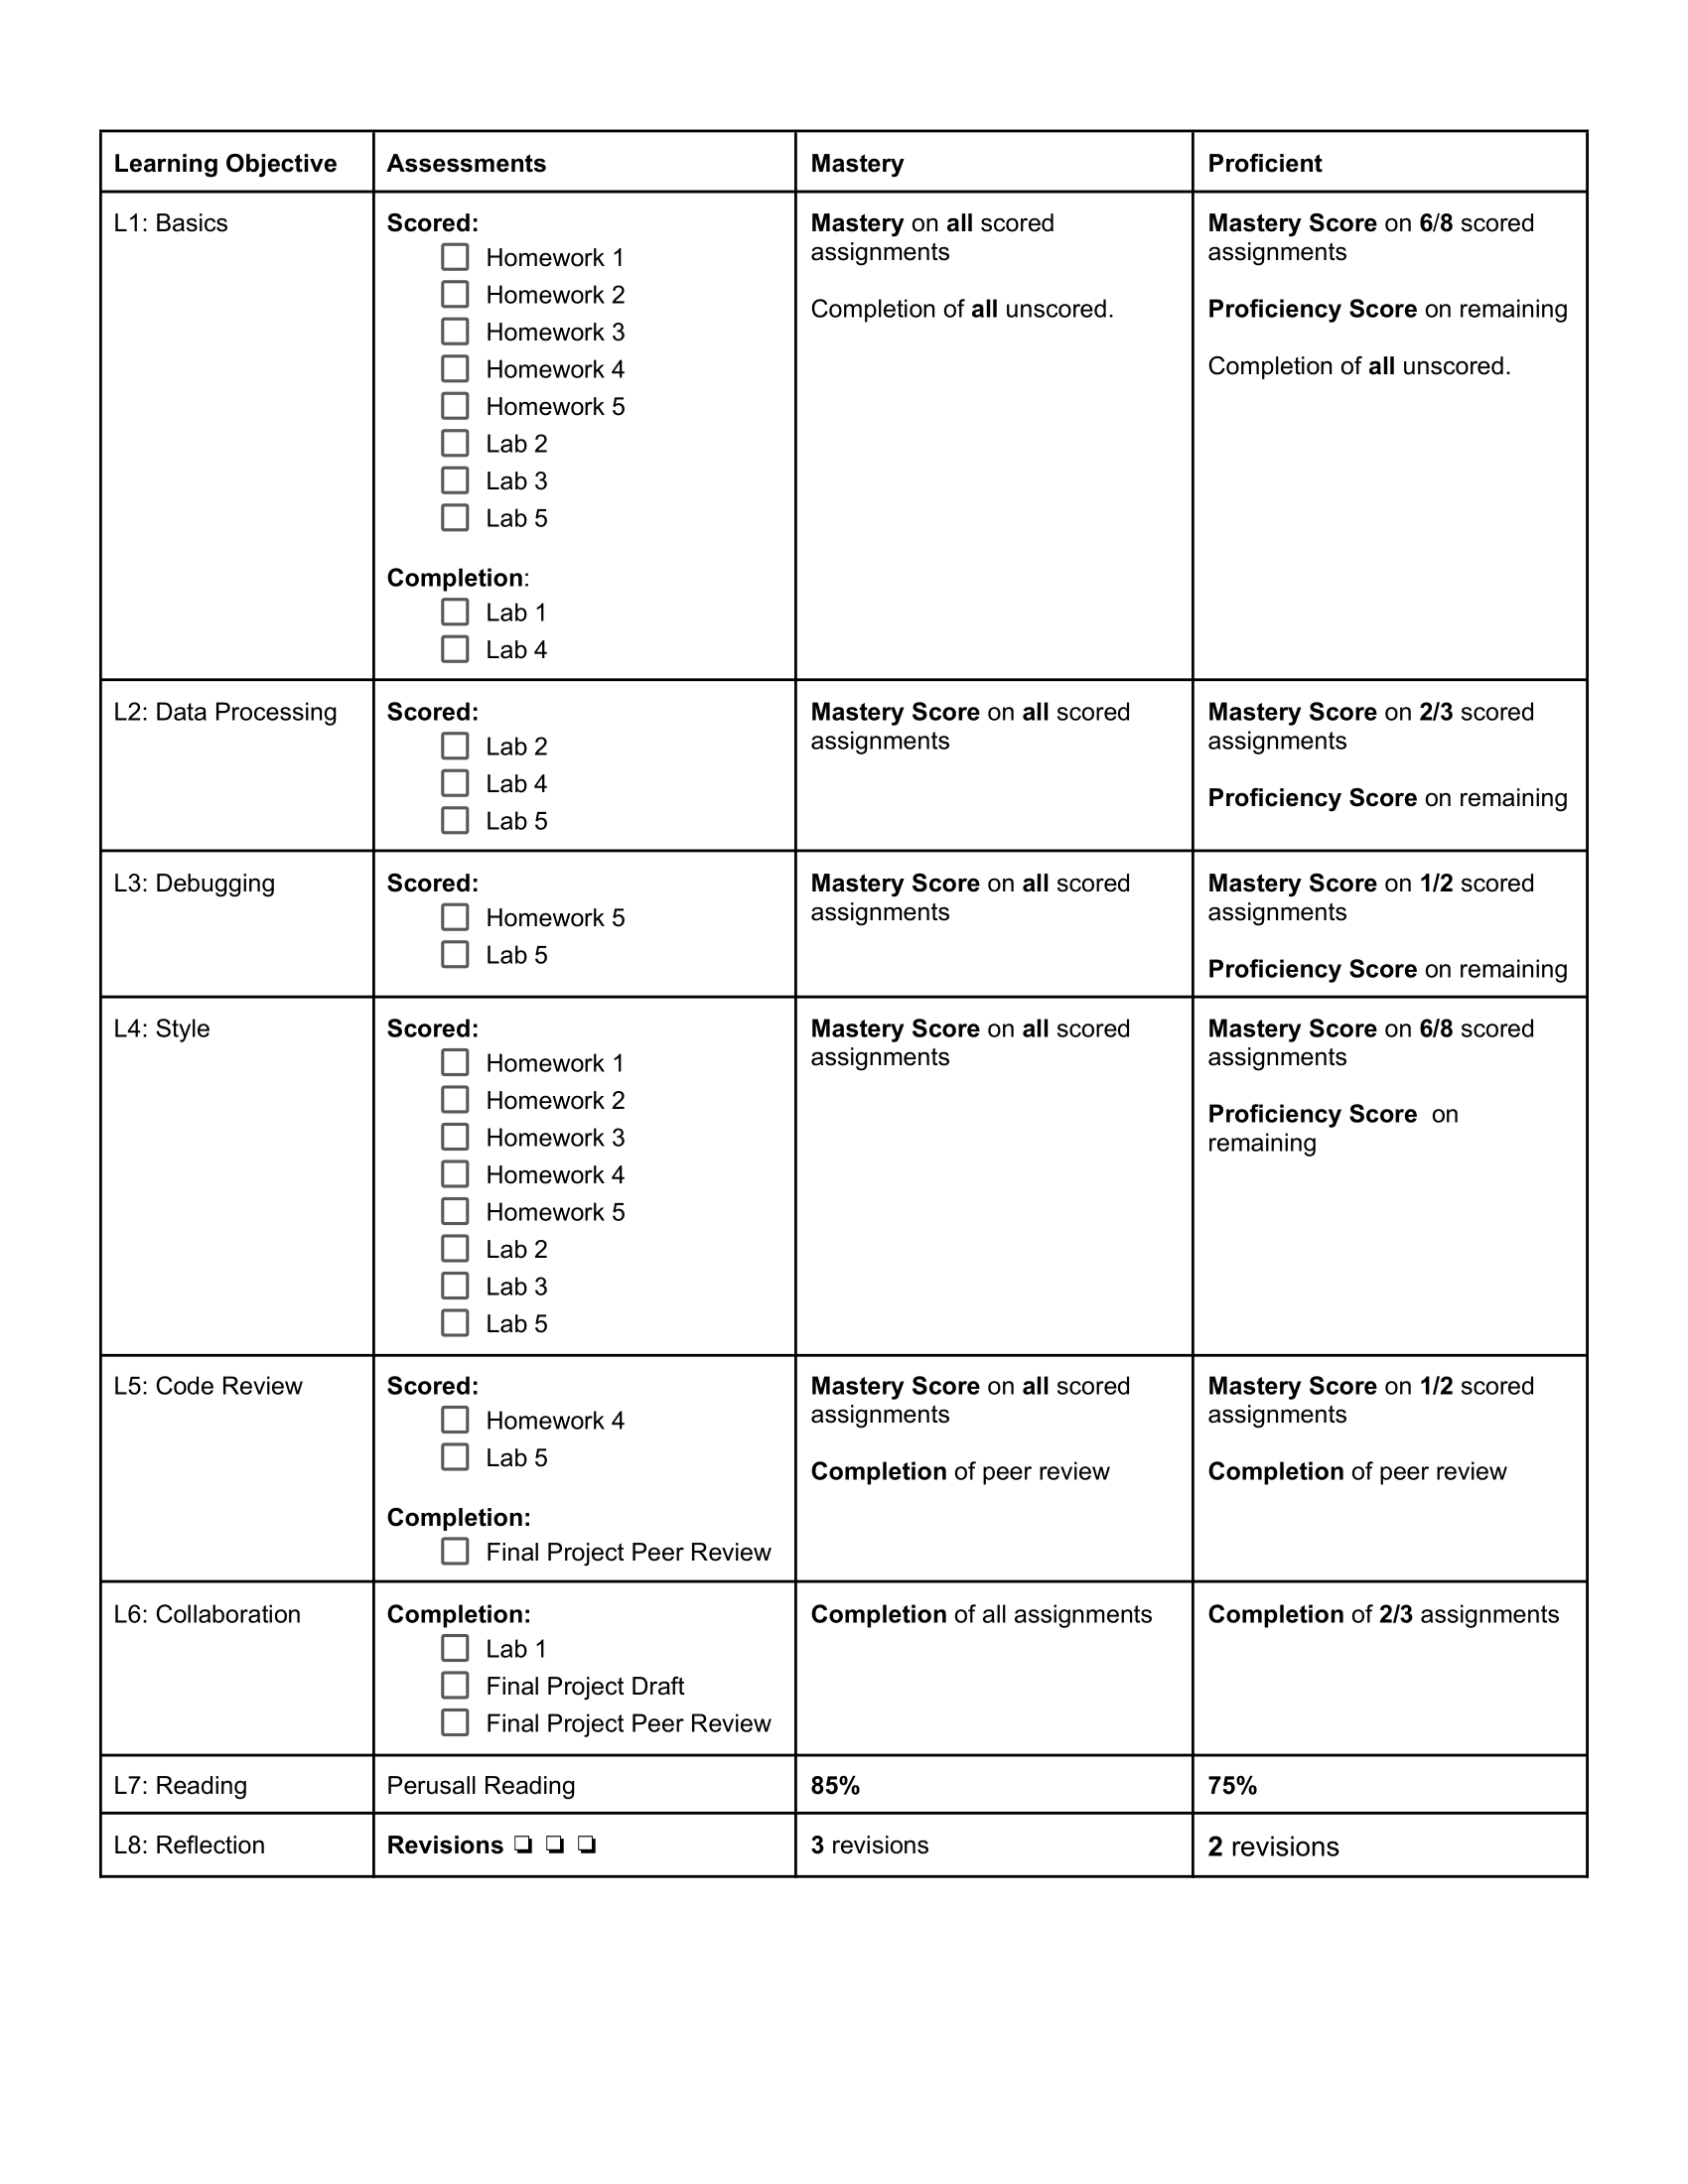 Learning Objective
Assessments
Mastery
Proficient
L1: Basics
Scored:
Homework 1
Homework 2
Homework 3
Homework 4
Homework 5
Lab 2
Lab 3
Lab 5
Completion:
Lab 1
Lab 4
Mastery on all scored
assignments
Completion of all unscored.
Mastery Score on 6/8 scored
assignments
Proficiency Score on remaining
Completion of all unscored.
L2: Data Processing
Scored:
Lab 2
Lab 4
Lab 5
Mastery Score on all scored
assignments
Mastery Score on 2/3 scored
assignments
Proficiency Score on remaining
L3: Debugging
Scored:
Homework 5
Lab 5
Mastery Score on all scored
assignments
Mastery Score on 1/2 scored
assignments
Proficiency Score on remaining
L4: Style
Scored:
Homework 1
Homework 2
Homework 3
Homework 4
Homework 5
Lab 2
Lab 3
Lab 5
Mastery Score on all scored
assignments
Mastery Score on 6/8 scored
assignments
Proficiency Score on
remaining
L5: Code Review
Scored:
Homework 4
Lab 5
Completion:
Final Project Peer Review
Mastery Score on all scored
assignments
Completion of peer review
Mastery Score on 1/2 scored
assignments
Completion of peer review
L6: Collaboration
Completion:
Lab 1
Final Project Draft
Final Project Peer Review
Completion of all assignments
Completion of 2/3 assignments
L7: Reading
Perusall Reading
85%
75%
L8: Reflection
Revisions ❏ ❏ ❏
3 revisions
2 revisions